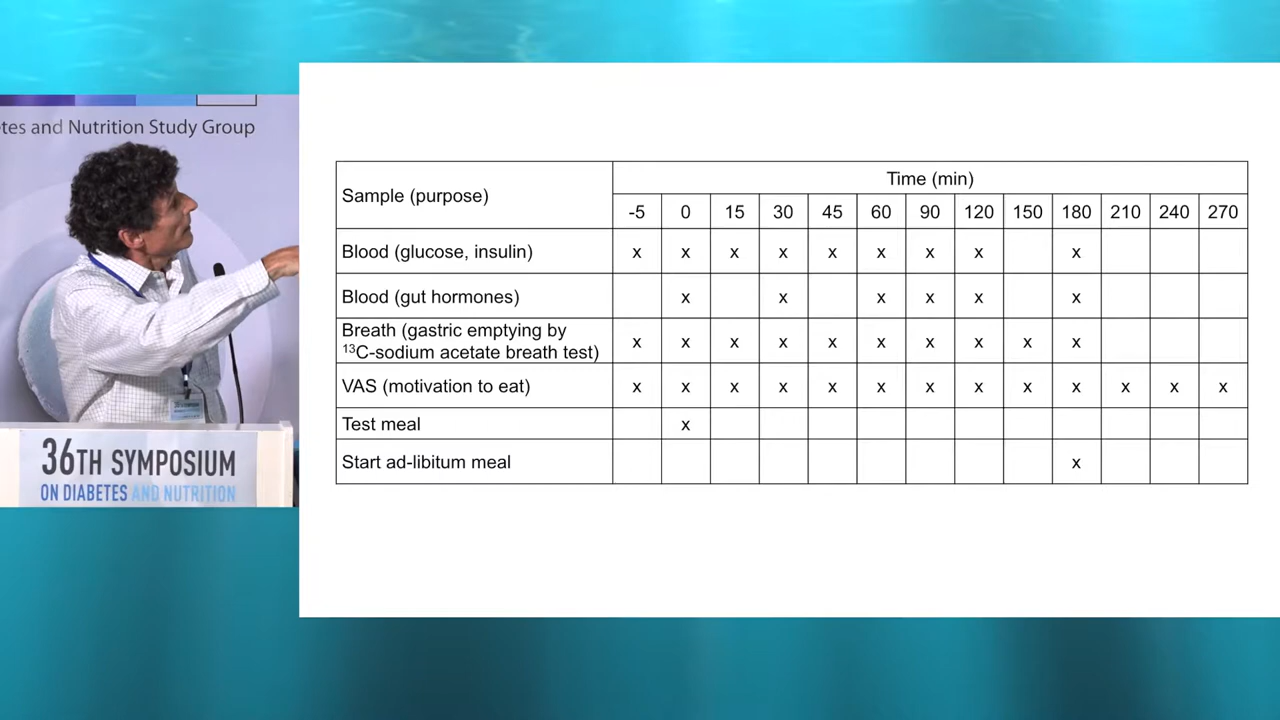 tes and Nutrition Study Group
36TH SYMPOSIUM
ON DIABETES AND NUTRITION
Sample (purpose) Time (min)
-5 0 15 30 45 60 90 120 150 180 210 240 270
Blood (glucose, insulin) x x x x x x x x x
Blood (gut hormones) x x x x x x
Breath (gastric emptying by
13C-sodium acetate breath test) x x x x x x x x x x
VAS (motivation to eat) x x x x x x x x x x x x x
Test meal x
Start ad-libitum meal x